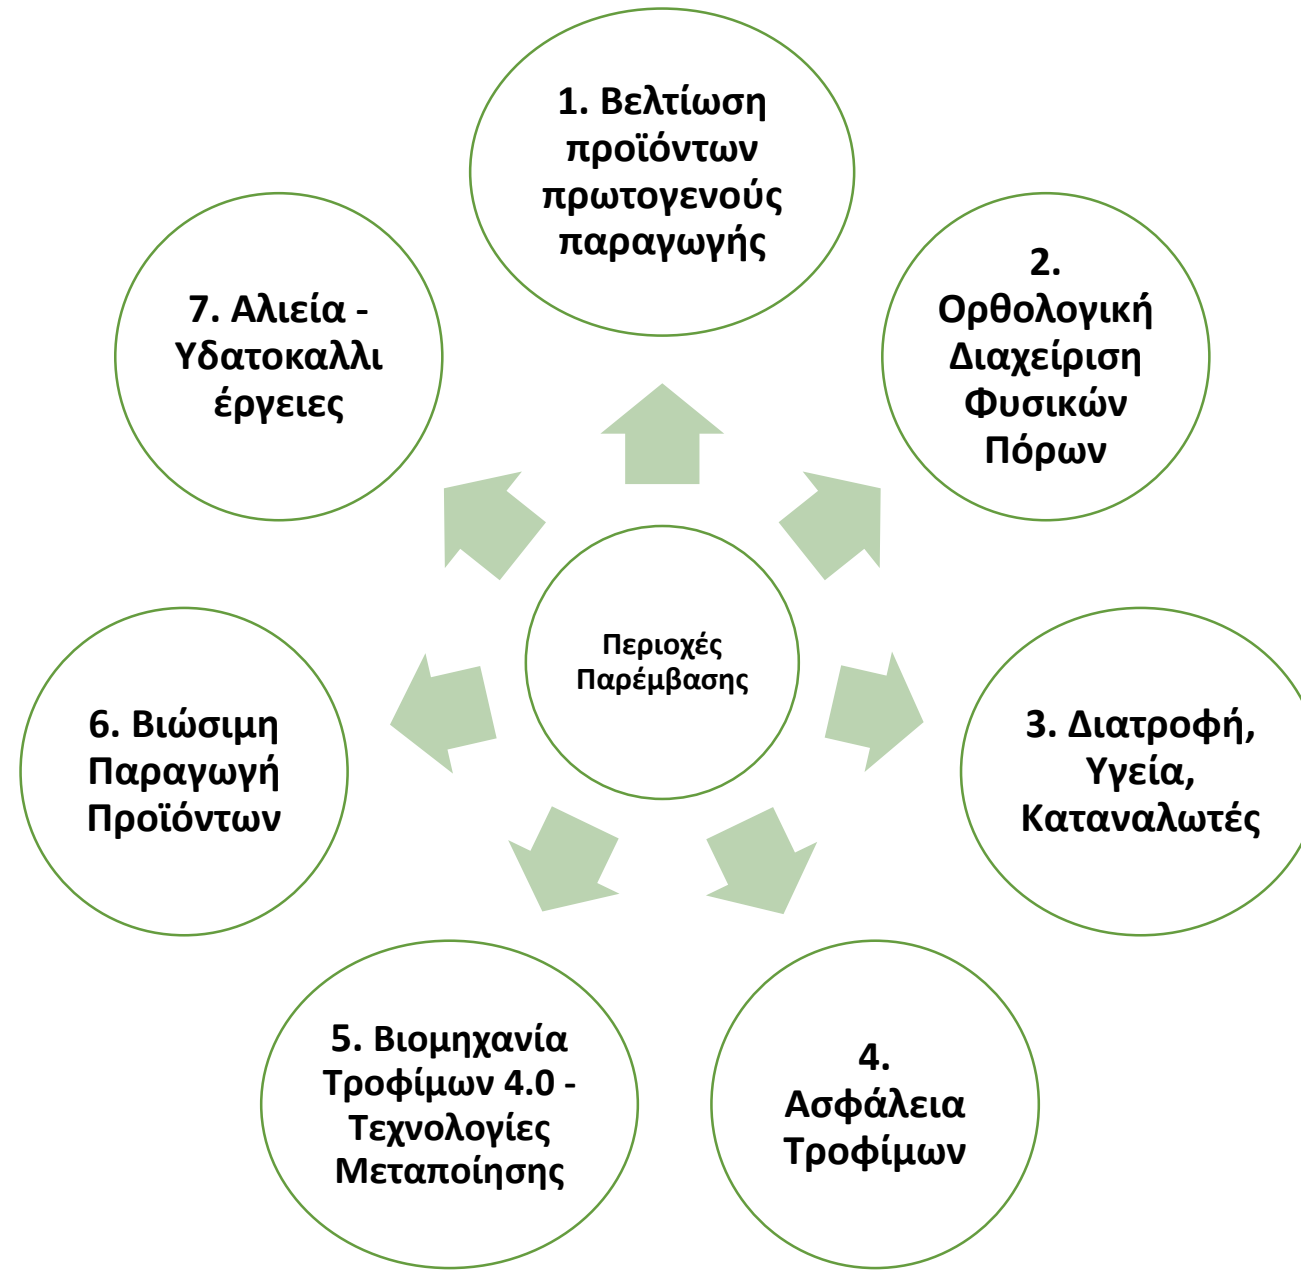 1. Βελτίωση
προϊόντων
πρωτογενούς
παραγωγής
2.
Ορθολογική
Διαχείριση
Φυσικών
Πόρων
3. Διατροφή,
Υγεία,
Καταναλωτές
4.
Ασφάλεια
Τροφίμων
5. Βιομηχανία
Τροφίμων 4.0 -
Τεχνολογίες
Μεταποίησης
6. Βιώσιμη
Παραγωγή
Προϊόντων
7. Αλιεία -
Υδατοκαλλι
έργειες
Περιοχές
Παρέμβασης